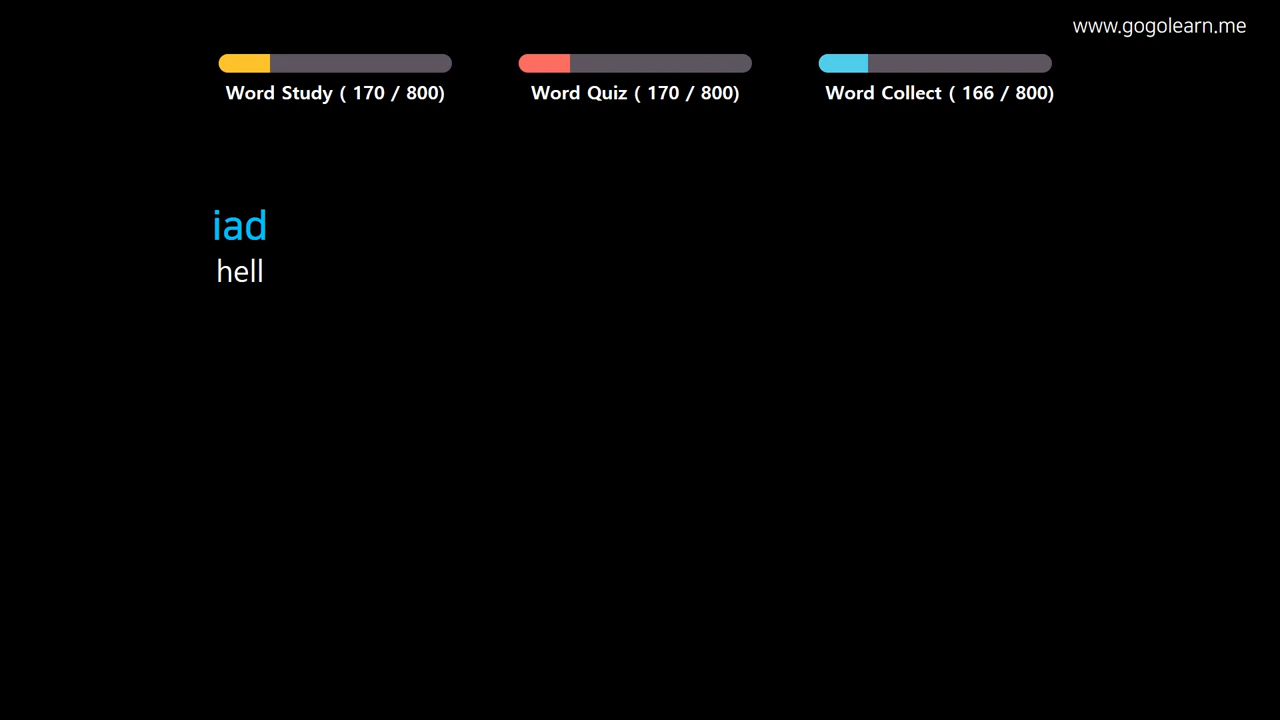 www.gogolearn.me
Word Study ( 170 / 800)
Word Quiz ( 170 / 800)
Word Collect ( 166 / 800)
iad
hell